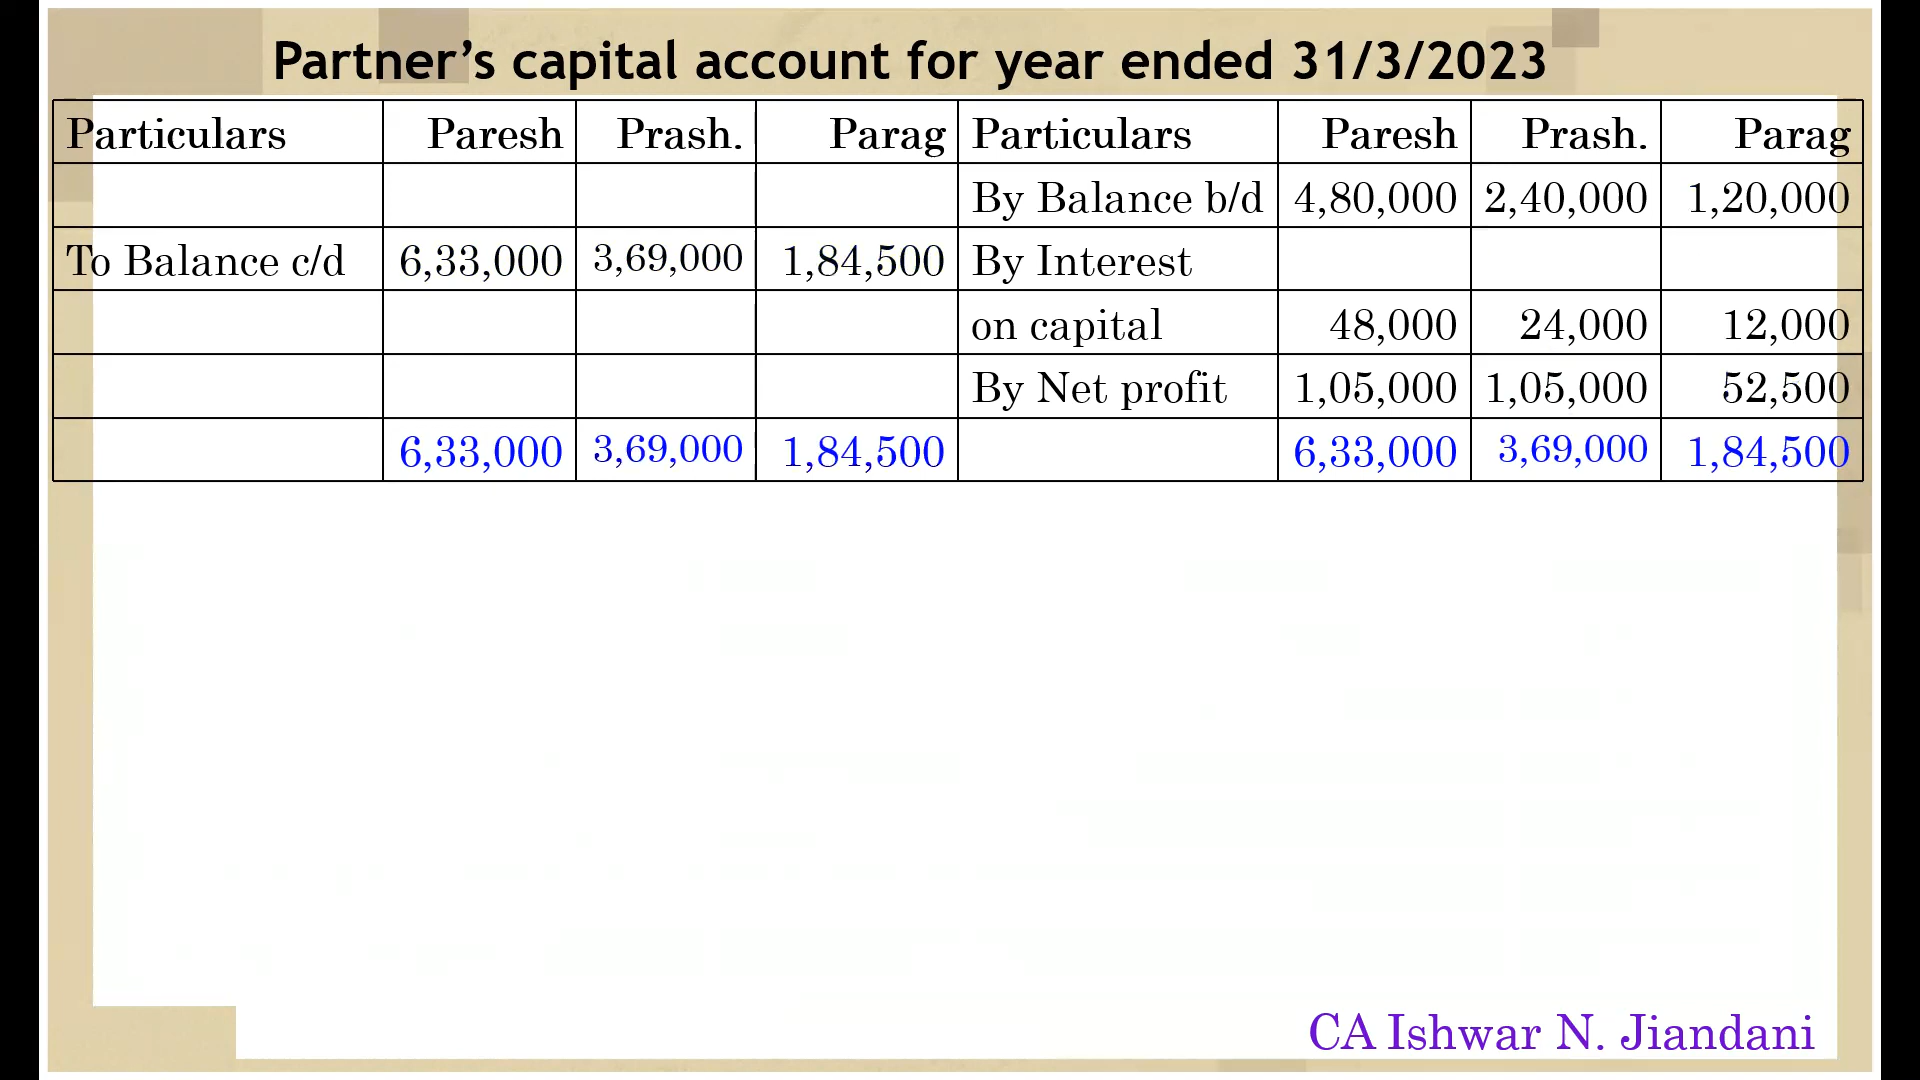 Partner’s capital account for year ended 31/3/2023
Particulars Paresh Prash. Parag Particulars Paresh Prash. Parag
By Balance b/d 4,80,000 2,40,000 1,20,000
To Balance c/d 6,33,000 3,69,000 1,84,500 By Interest
on capital 48,000 24,000 12,000
By Net profit 1,05,000 1,05,000 52,500
6,33,000 3,69,000 1,84,500 6,33,000 3,69,000 1,84,500
CA Ishwar N. Jiandani